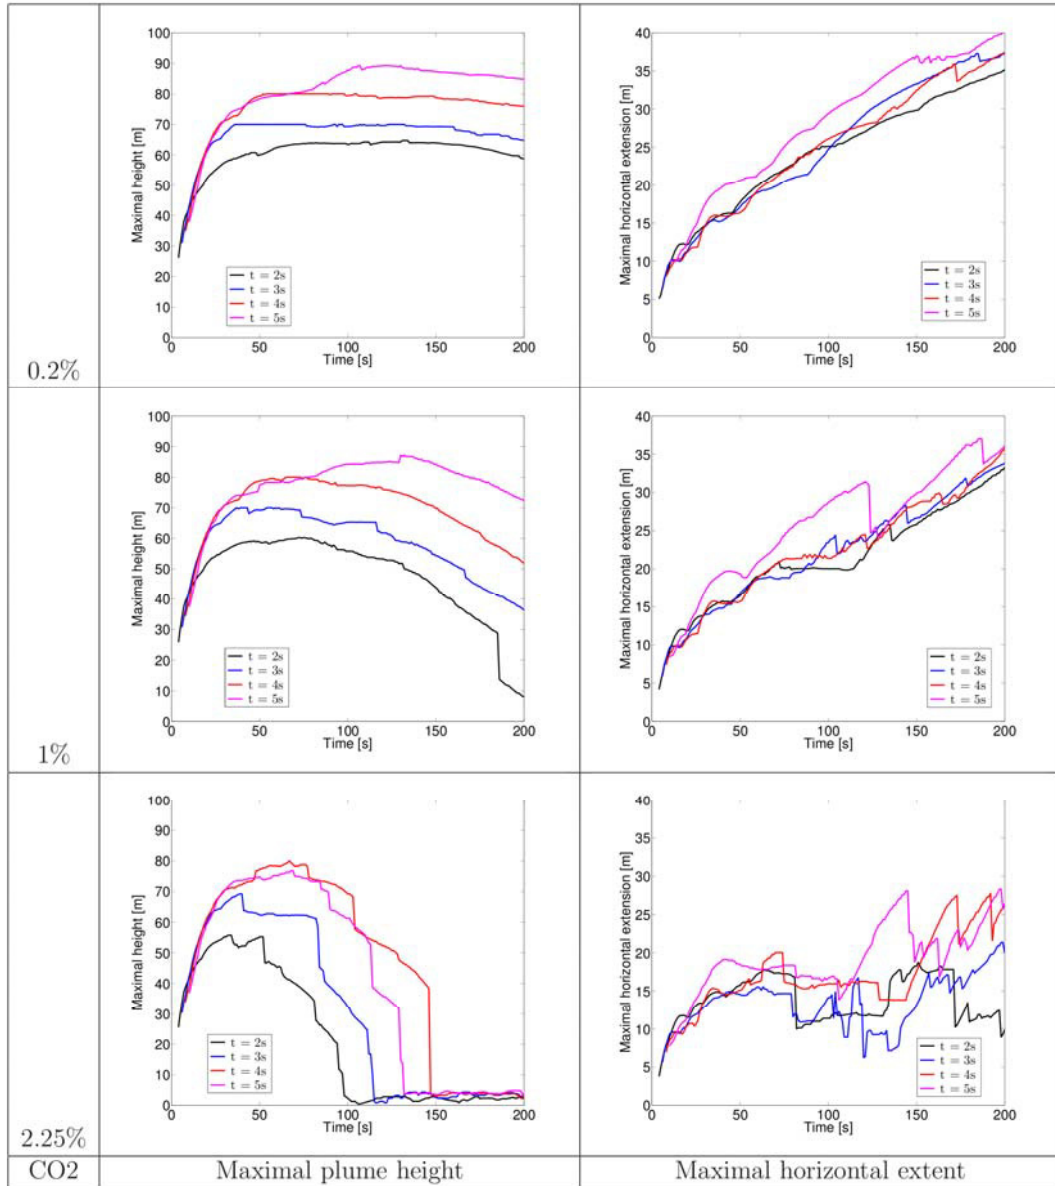 100
90
80
70
60
50
40
30
20
10
0
Maximal height [m]
t = 2s
t = 3s
t = 4s
t = 5s
0 50 100 150 200
Time [s]
40
35
30
25
20
15
10
5
0
Maximal horizontal extension [m]
t = 2s
t = 3s
t = 4s
t = 5s
0 50 100 150 200
Time [s]
0.2%
100
90
80
70
60
50
40
30
20
10
0
Maximal height [m]
t = 2s
t = 3s
t = 4s
t = 5s
0 50 100 150 200
Time [s]
40
35
30
25
20
15
10
5
0
Maximal horizontal extension [m]
t = 2s
t = 3s
t = 4s
t = 5s
0 50 100 150 200
Time [s]
1%
100
90
80
70
60
50
40
30
20
10
0
Maximal height [m]
t = 2s
t = 3s
t = 4s
t = 5s
0 50 100 150 200
Time [s]
40
35
30
25
20
15
10
5
0
Maximal horizontal extension [m]
t = 2s
t = 3s
t = 4s
t = 5s
0 50 100 150 200
Time [s]
2.25%
CO2 Maximal plume height Maximal horizontal extent